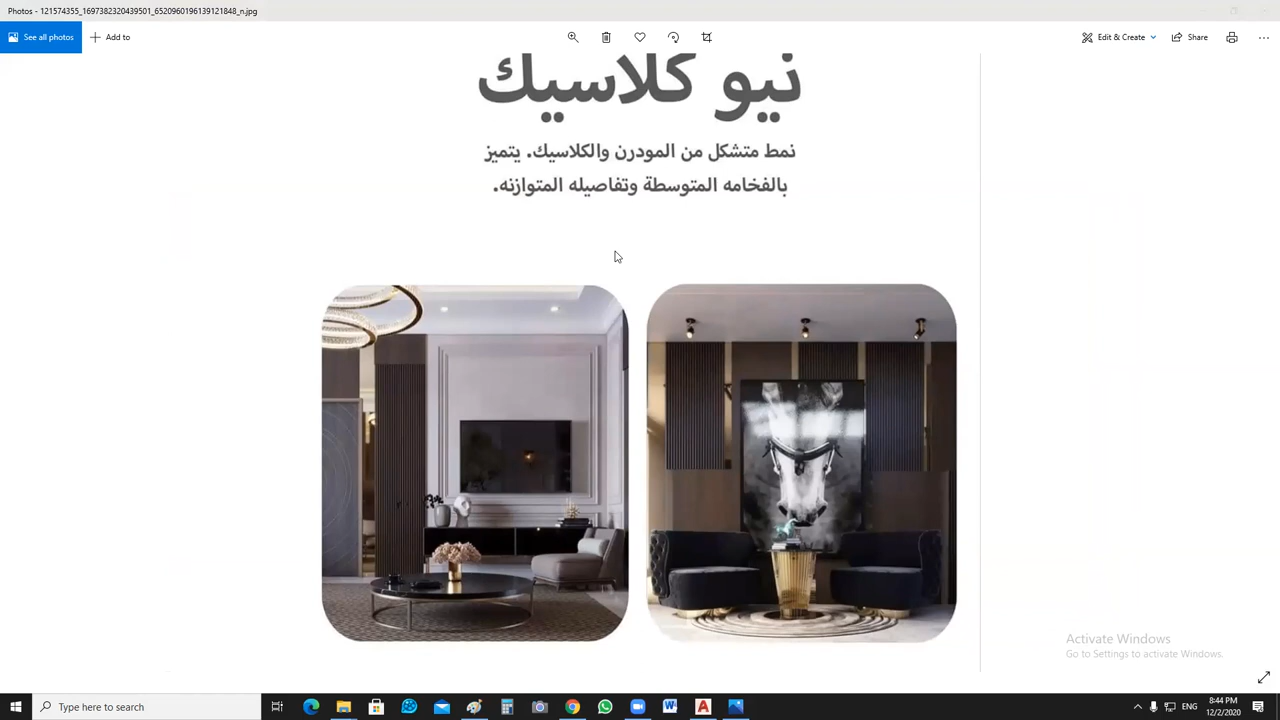 Photos - 121574355_1697382320439501_6520960196139121848_n.jpg
See all photos
Add to
Edit & Create
Share
نيو كلاسيك
نمط متشكل من المودرن والكلاسيك. يتميز
بالفخامه المتوسطة وتفاصيله المتوازنه.
Activate Windows
Go to Settings to activate Windows.
Type here to search
ENG
8:44 PM
12/2/2020